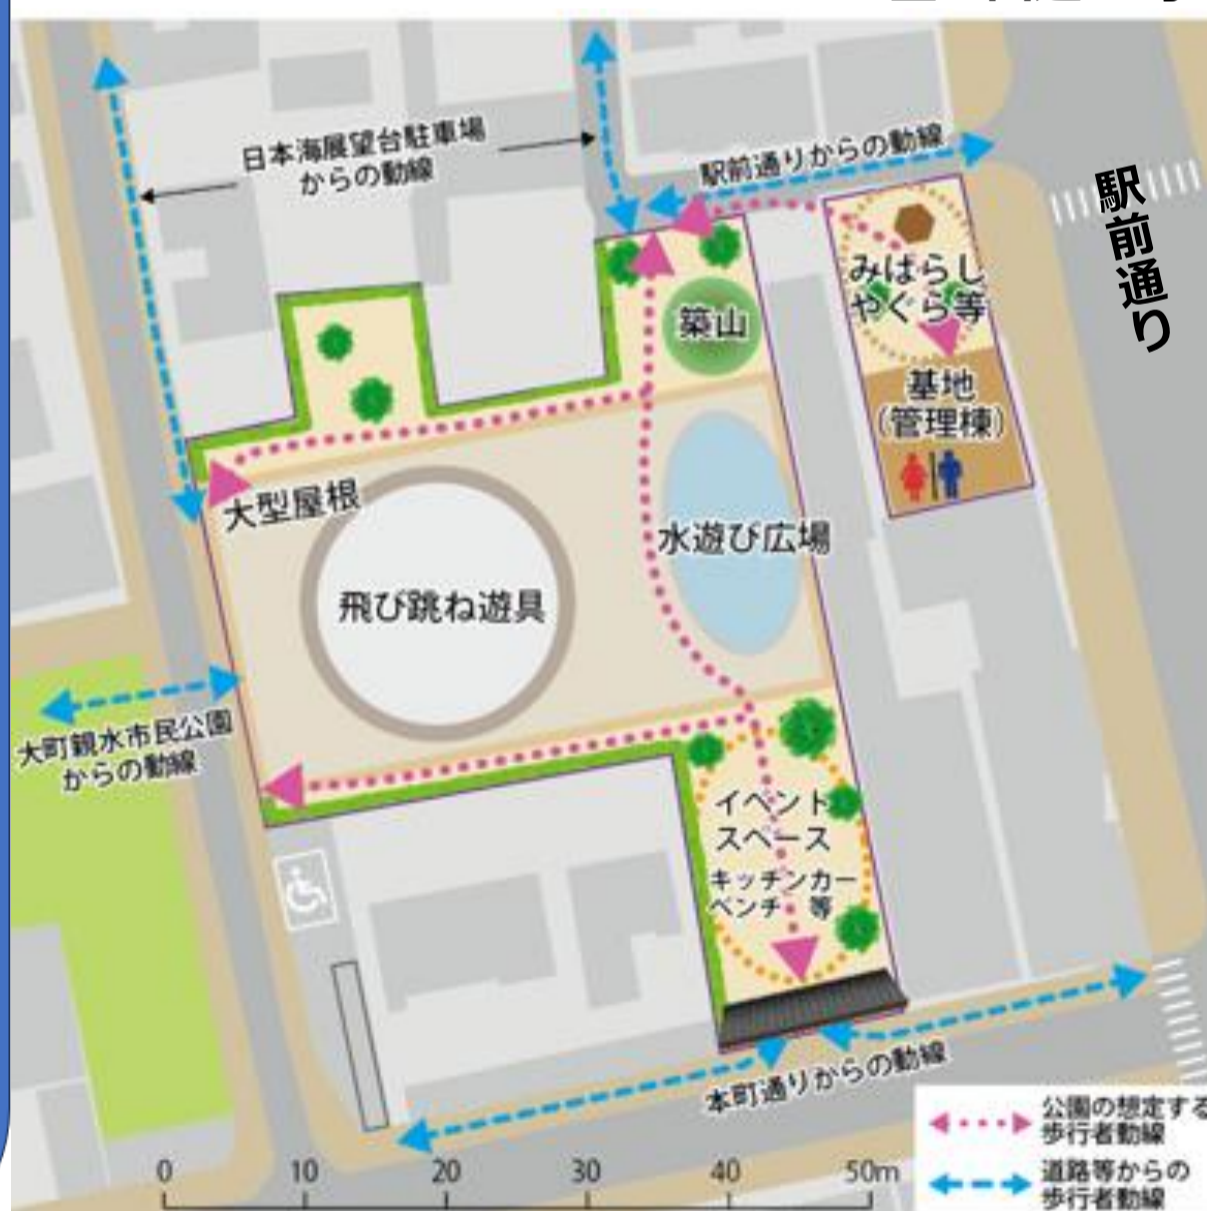 日本海展望台駐車場
からの動線
駅前通りからの動線
駅前通り
みはらし
やぐら等
築山
基地
（管理棟）
大型屋根
水遊び広場
飛び跳ね遊具
大町親水市民公園
からの動線
イベント
スペース
キッチンカー
ベンチ 等
本町通りからの動線
公園の想定する
歩行者動線
道路等からの
歩行者動線
0 10 20 30 40 50m